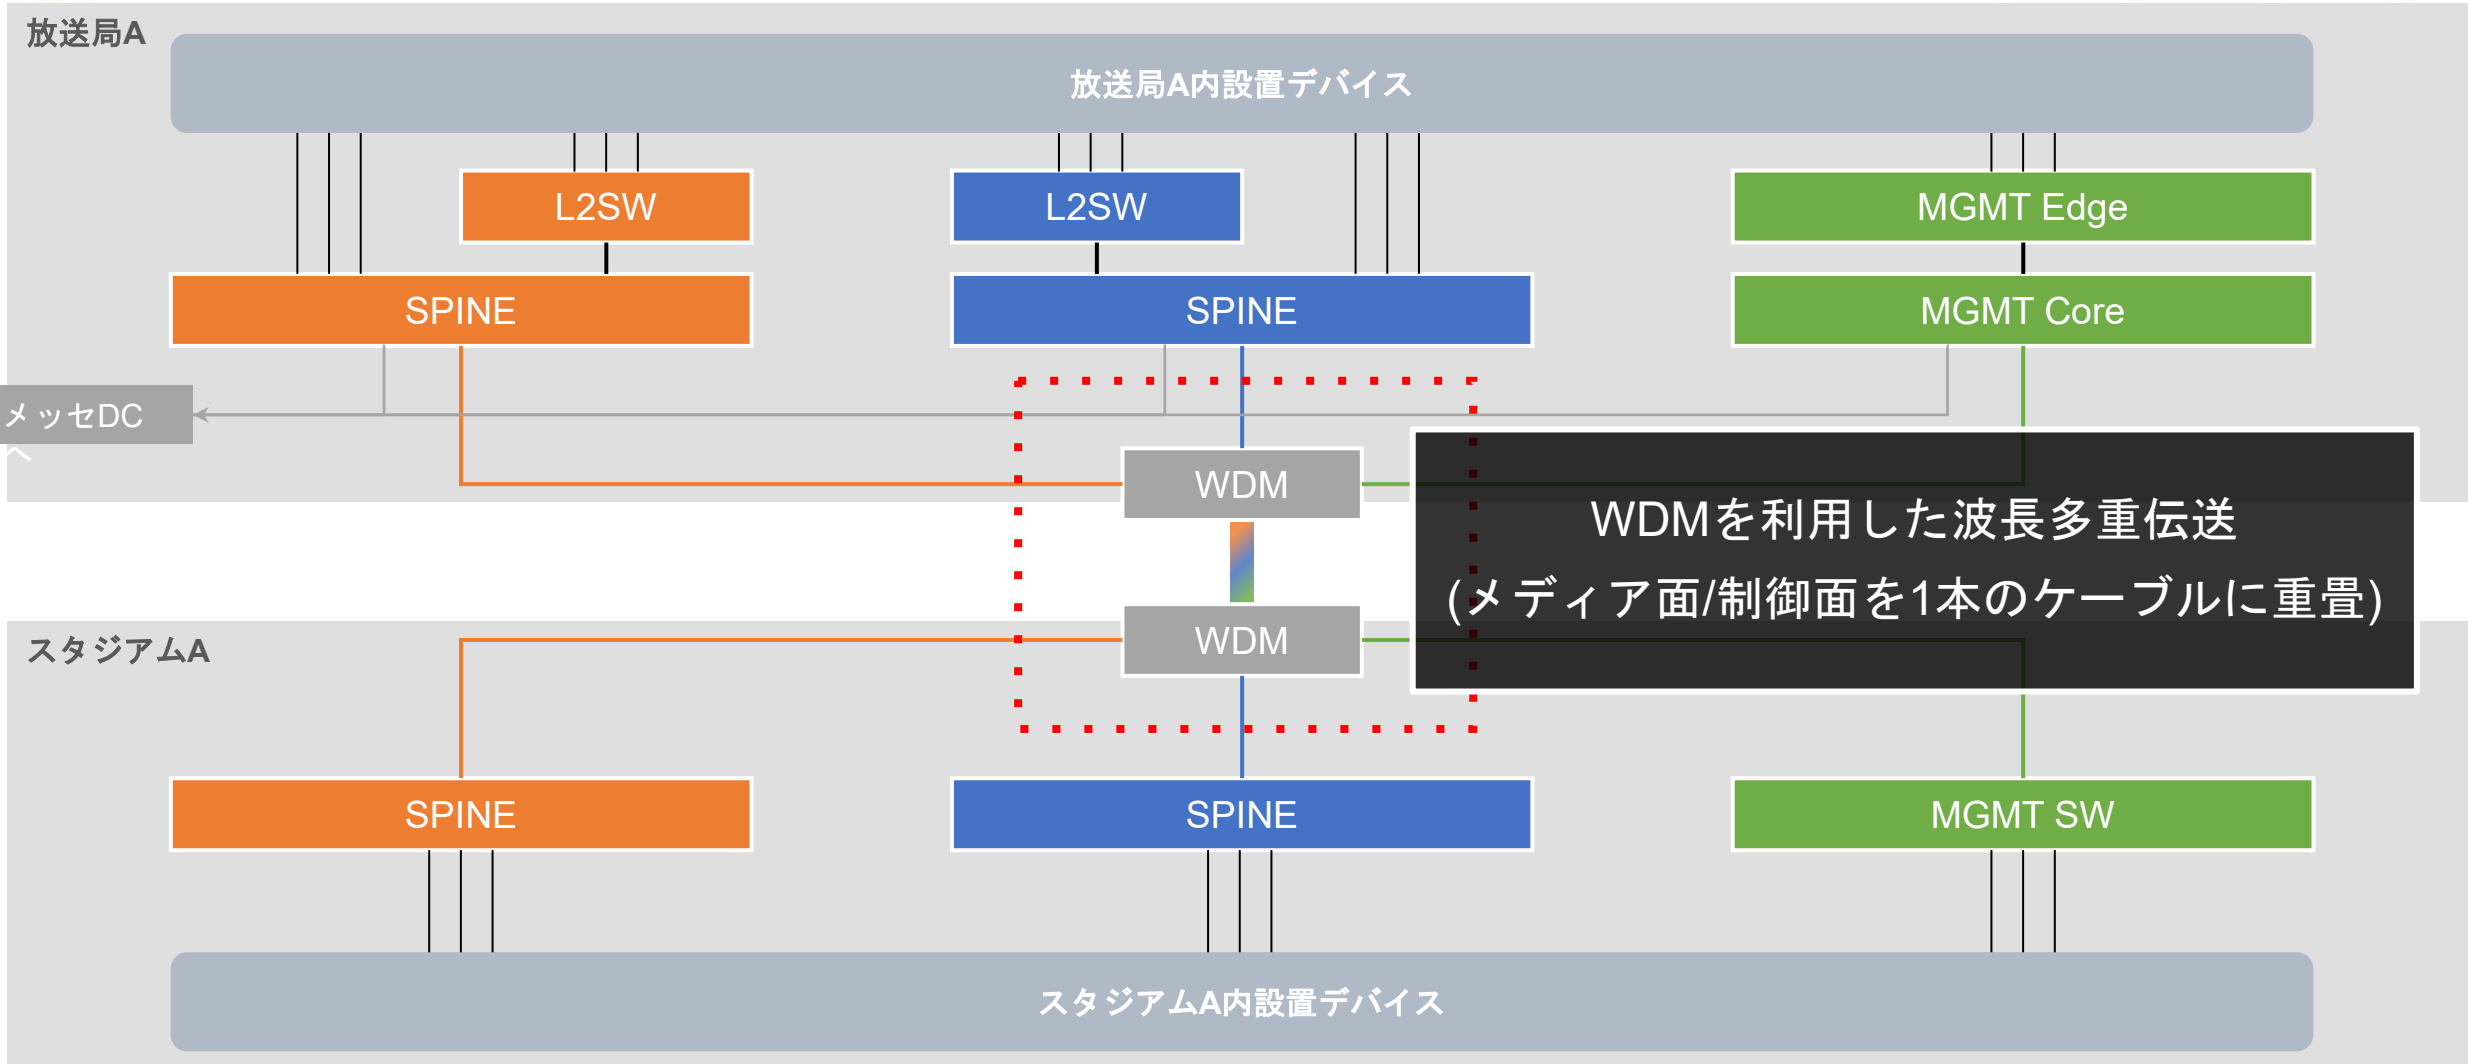 放送局A
放送局A内設置デバイス
L2SW
L2SW
MGMT Edge
SPINE
SPINE
MGMT Core
メッセDC
へ
WDM
WDMを利用した波長多重伝送
(メディア面/制御面を1本のケーブルに重畳)
WDM
スタジアムA
SPINE
SPINE
MGMT SW
スタジアムA内設置デバイス